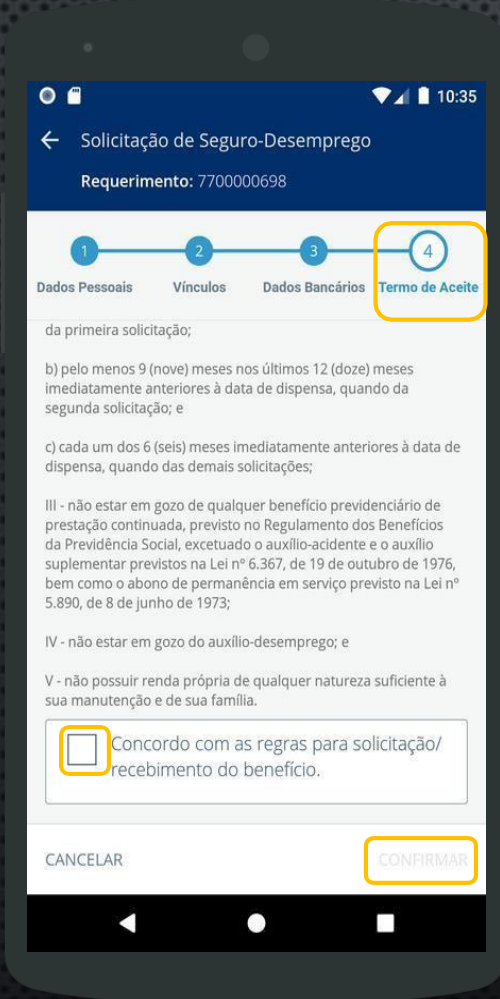 10:35
Solicitação de Seguro-Desemprego
Requerimento: 7700000698
1 2 3 4
Dados Pessoais Vínculos Dados Bancários Termo de Aceite
da primeira solicitação;
b) pelo menos 9 (nove) meses nos últimos 12 (doze) meses
imediatamente anteriores à data de dispensa, quando da
segunda solicitação; e
c) cada um dos 6 (seis) meses imediatamente anteriores à data de
dispensa, quando das demais solicitações;
III - não estar em gozo de qualquer benefício previdenciário de
prestação continuada, previsto no Regulamento dos Benefícios
da Previdência Social, excetuado o auxílio-acidente e o auxílio
suplementar previstos na Lei nº 6.367, de 19 de outubro de 1976,
bem como o abono de permanência em serviço previsto na Lei nº
5.890, de 8 de junho de 1973;
IV - não estar em gozo do auxílio-desemprego; e
V - não possuir renda própria de qualquer natureza suficiente à
sua manutenção e de sua família.
Concordo com as regras para solicitação/
recebimento do benefício.
CANCELAR CONFIRMAR